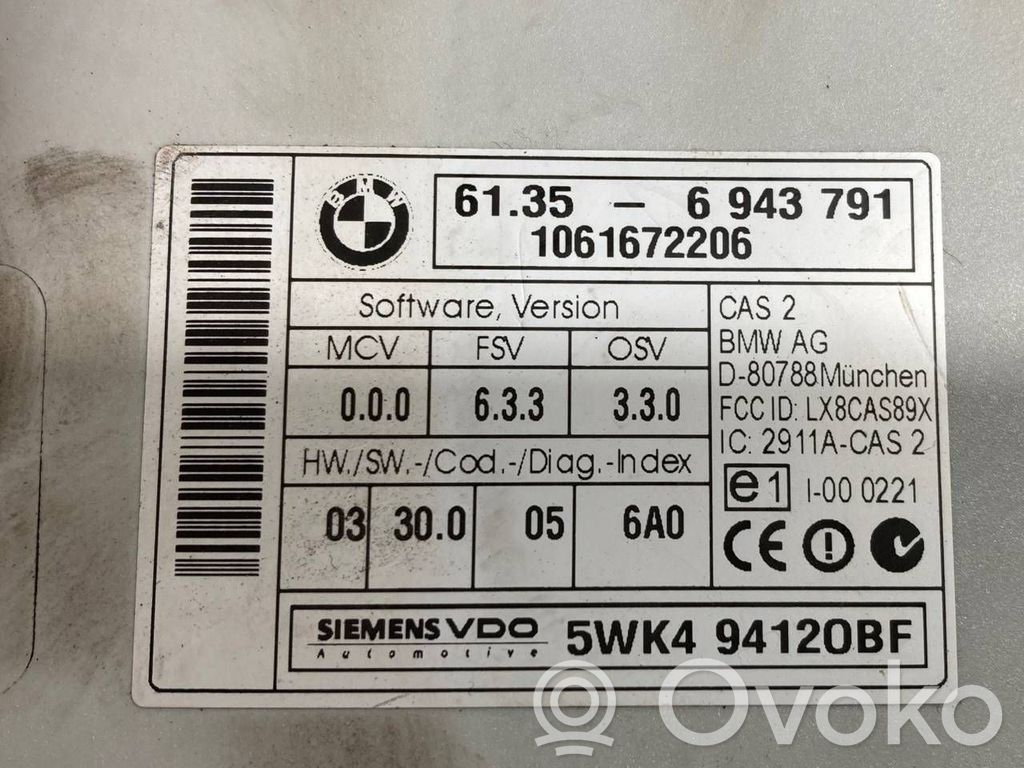 BMW
61.35 – 6 943 791
1061672206
Software, Version
MCV FSV OSV
0.0.0 6.3.3 3.3.0
HW./SW.-/Cod.-/Diag.-Index
03 30.0 05 6A0
CAS 2
BMW AG
D-80788 München
FCC ID: LX8CAS89X
IC: 2911A-CAS 2
e1 I-00 0221
CE
SIEMENS VDO
Automotive
5WK4 94120BF
Ovoko